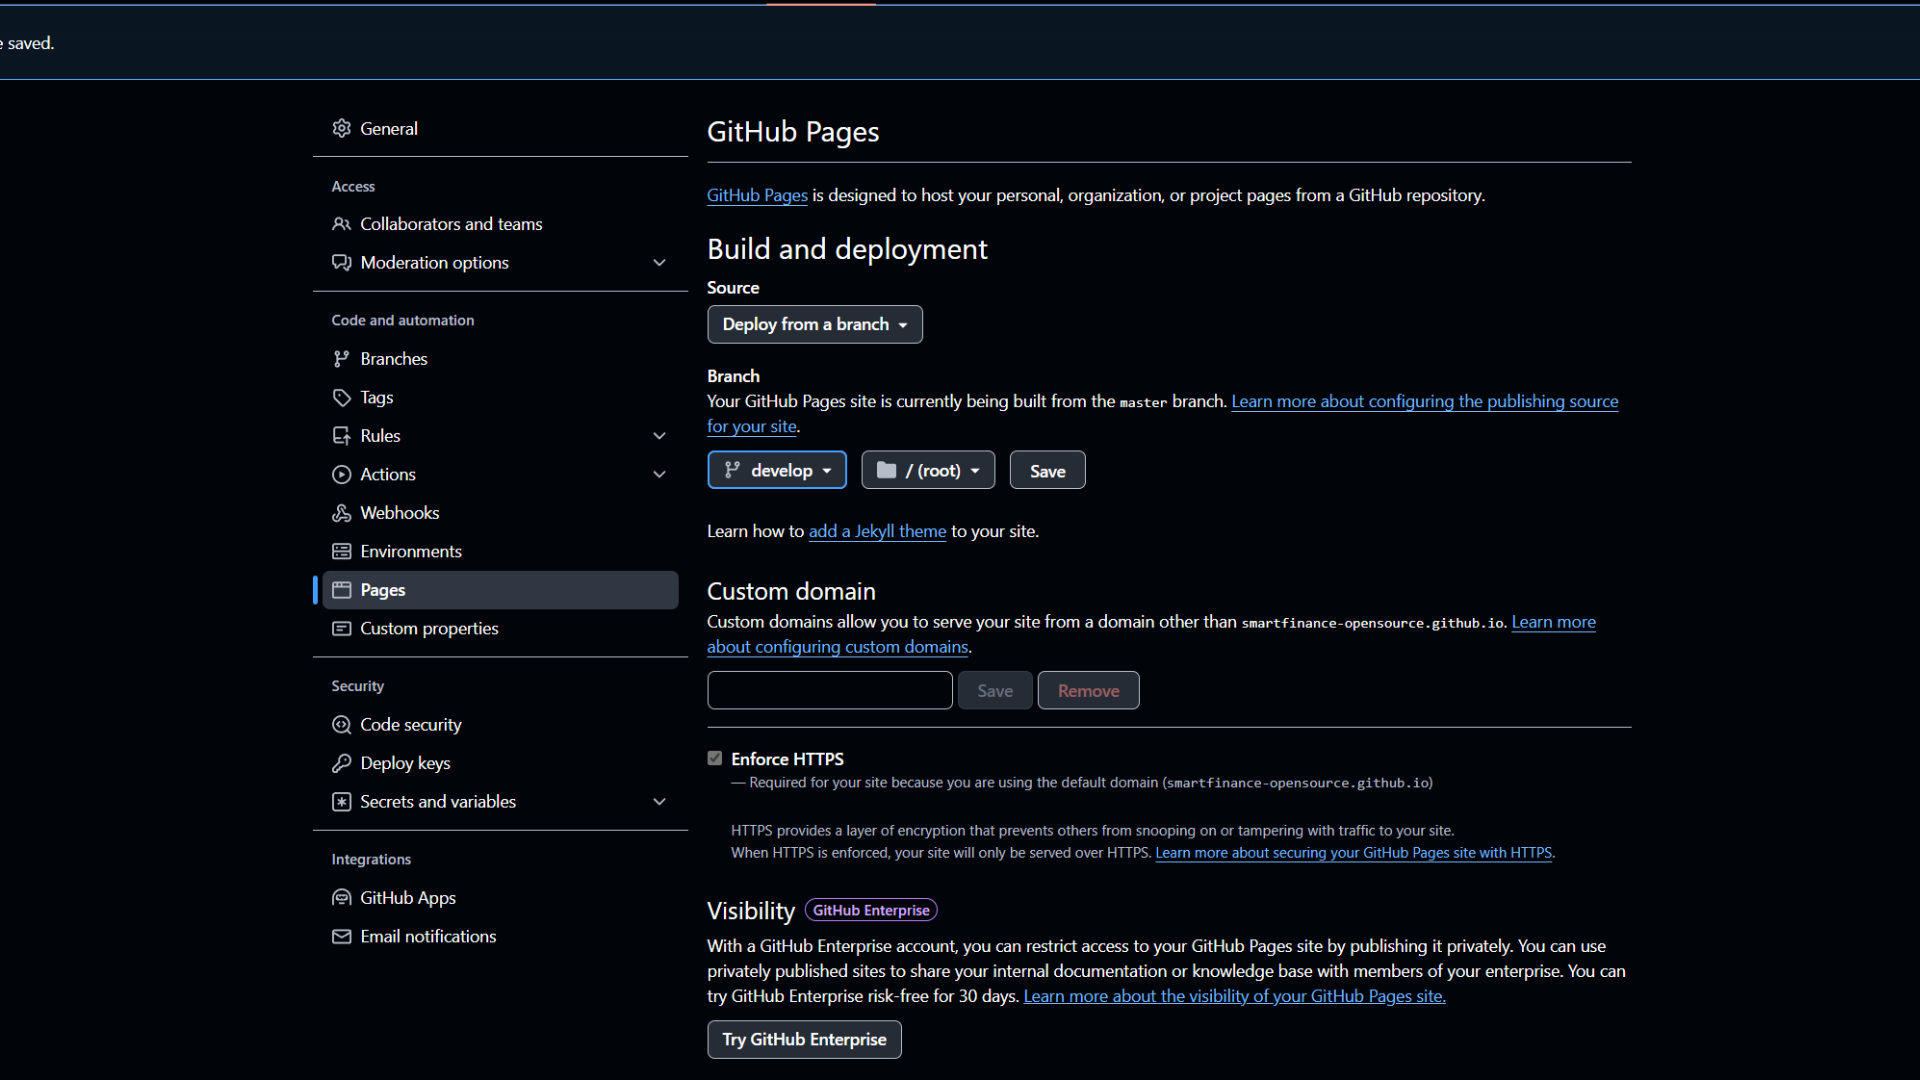 saved.
General
Access
Collaborators and teams
Moderation options
Code and automation
Branches
Tags
Rules
Actions
Webhooks
Environments
Pages
Custom properties
Security
Code security
Deploy keys
Secrets and variables
Integrations
GitHub Apps
Email notifications
GitHub Pages
GitHub Pages is designed to host your personal, organization, or project pages from a GitHub repository.
Build and deployment
Source
Deploy from a branch
Branch
Your GitHub Pages site is currently being built from the master branch. Learn more about configuring the publishing source
for your site.
develop
/ (root)
Save
Learn how to add a Jekyll theme to your site.
Custom domain
Custom domains allow you to serve your site from a domain other than smartfinance-opensource.github.io. Learn more
about configuring custom domains.
Save
Remove
Enforce HTTPS
— Required for your site because you are using the default domain (smartfinance-opensource.github.io)
HTTPS provides a layer of encryption that prevents others from snooping on or tampering with traffic to your site.
When HTTPS is enforced, your site will only be served over HTTPS. Learn more about securing your GitHub Pages site with HTTPS.
Visibility GitHub Enterprise
With a GitHub Enterprise account, you can restrict access to your GitHub Pages site by publishing it privately. You can use
privately published sites to share your internal documentation or knowledge base with members of your enterprise. You can
try GitHub Enterprise risk-free for 30 days. Learn more about the visibility of your GitHub Pages site.
Try GitHub Enterprise